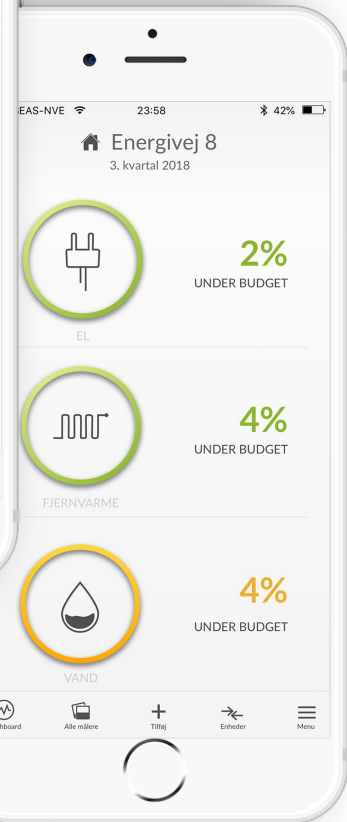 EAS-NVE 23:58 42%
Energivej 8
3. kvartal 2018
2%
UNDER BUDGET
EL
4%
UNDER BUDGET
FJERNVARME
4%
UNDER BUDGET
VAND
hboard Alle målere Tilføj Enheder Menu